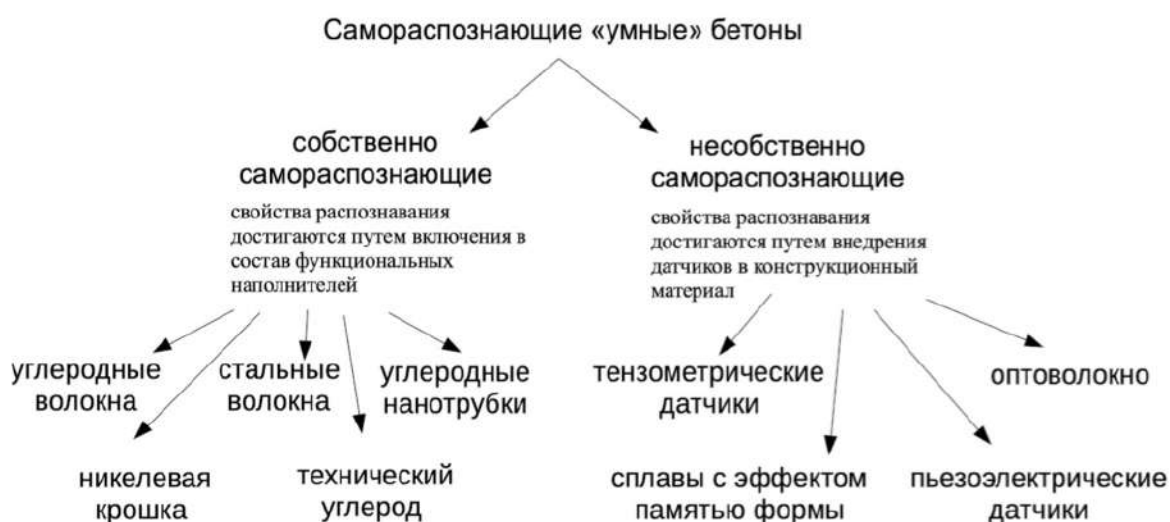 Самораспознающие «умные» бетоны
собственно
самораспознающие
свойства распознавания
достигаются путем включения в
состав функциональных
наполнителей
несобственно
самораспознающие
свойства распознавания
достигаются путем внедрения
датчиков в конструкционный
материал
углеродные
волокна
стальные
волокна
углеродные
нанотрубки
никелевая
крошка
технический
углерод
тензометрические
датчики
оптоволокно
сплавы с эффектом
памятью формы
пьезоэлектрические
датчики